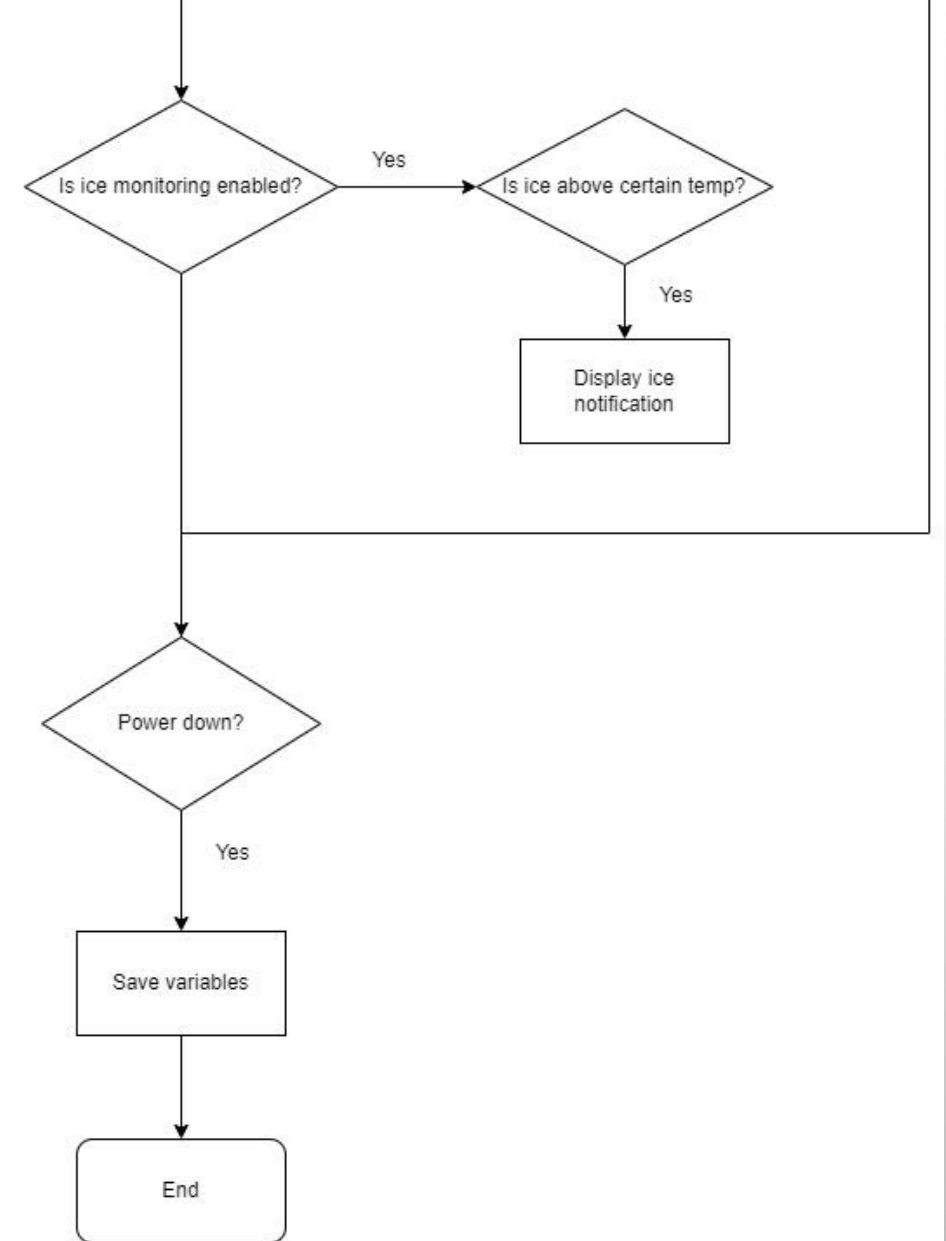 Yes
Is ice monitoring enabled?
Is ice above certain temp?
Yes
Display ice
notification
Power down?
Yes
Save variables
End